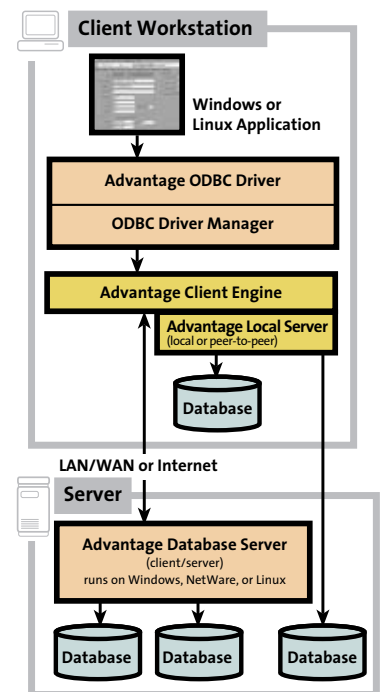 Client Workstation
Windows or
Linux Application
Advantage ODBC Driver
ODBC Driver Manager
Advantage Client Engine
Advantage Local Server
(local or peer-to-peer)
Database
LAN/WAN or Internet
Server
Advantage Database Server
(client/server)
runs on Windows, NetWare, or Linux
Database
Database
Database